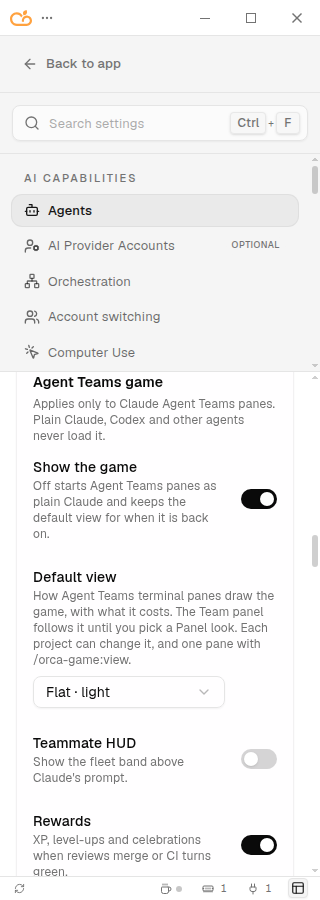 Back to app
Search settings
Ctrl + F
AI CAPABILITIES
Agents
AI Provider Accounts OPTIONAL
Orchestration
Account switching
Computer Use
Agent Teams game
Applies only to Claude Agent Teams panes.
Plain Claude, Codex and other agents
never load it.
Show the game
Off starts Agent Teams panes as
plain Claude and keeps the
default view for when it is back
on.
Default view
How Agent Teams terminal panes draw the
game, with what it costs. The Team panel
follows it until you pick a Panel look. Each
project can change it, and one pane with
/orca-game:view.
Flat · light
Teammate HUD
Show the fleet band above
Claude's prompt.
Rewards
XP, level-ups and celebrations
when reviews merge or CI turns
green.
1 1